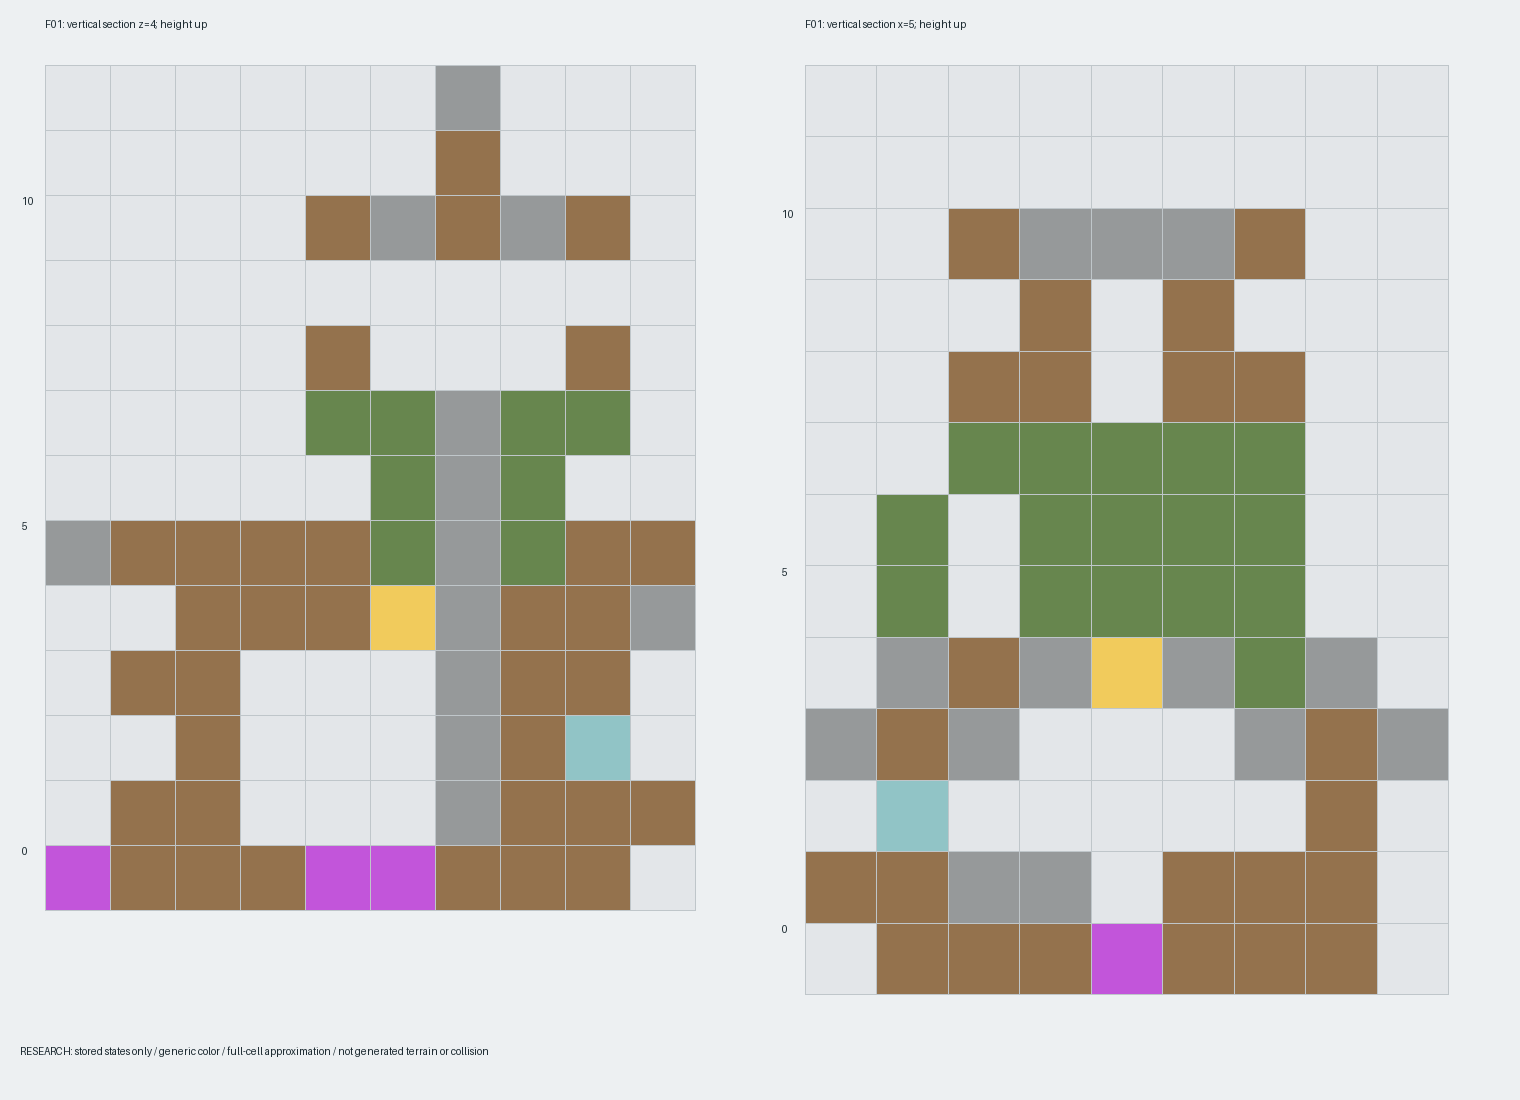 F01: vertical section z=4; height up
F01: vertical section x=5; height up
10
5
0
10
5
0
RESEARCH: stored states only / generic color / full-cell approximation / not generated terrain or collision